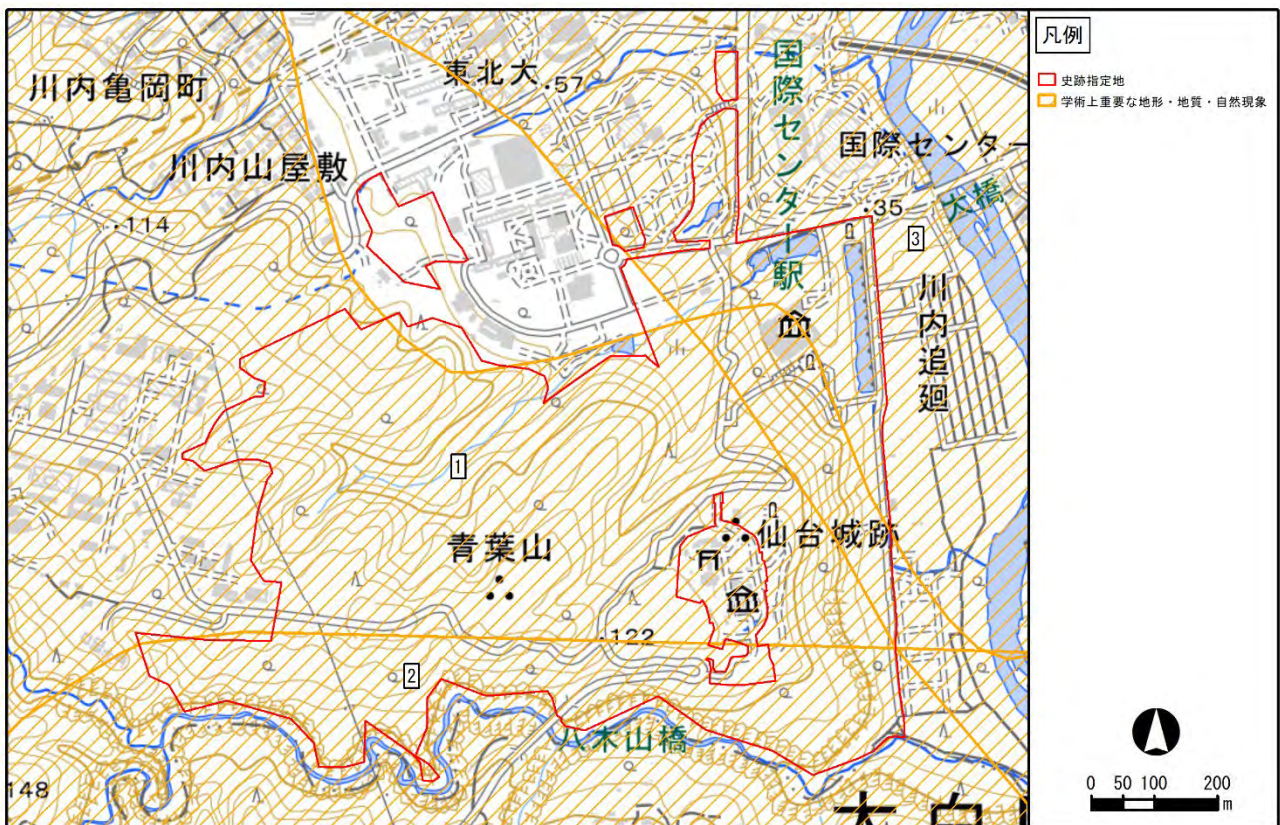 凡例
史跡指定地
学術上重要な地形・地質・自然現象
川内亀岡町
東北大
57
国際センター駅
国際センター
川内山屋敷
大橋
35
114
3
川内追廻
1
青葉山
仙台城跡
122
2
八木山橋
148
0 50 100 200
m